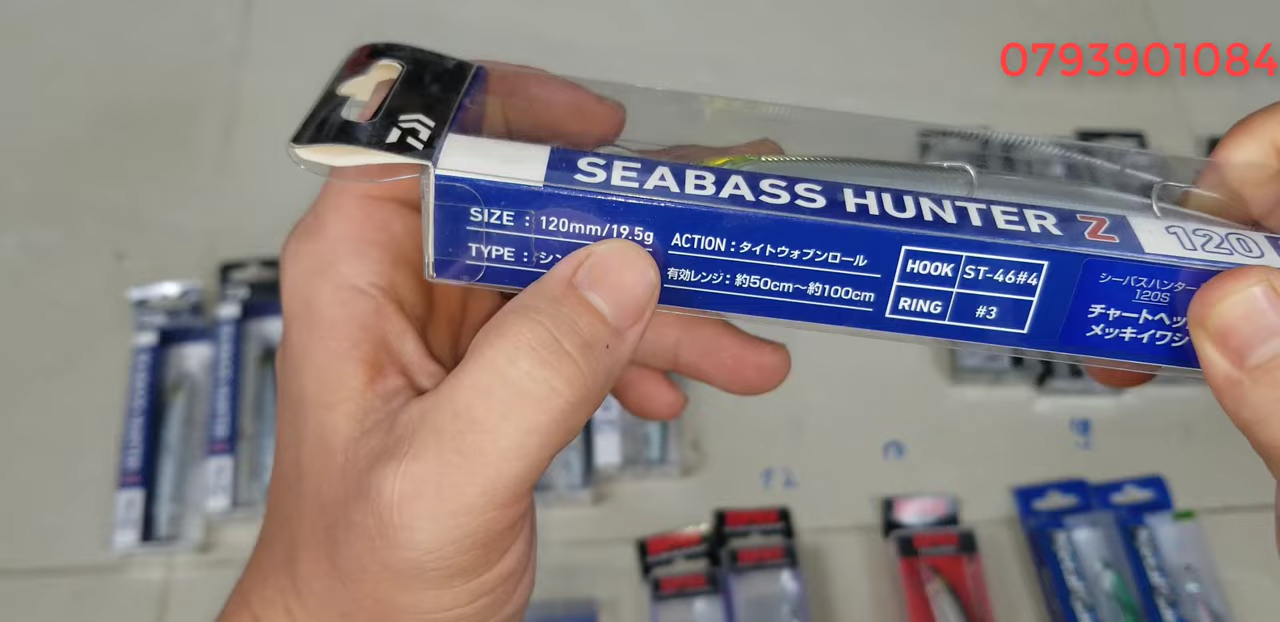 0793901084
SEABASS HUNTER Z 120
SIZE : 120mm/19.5g
ACTION : タイトウォブンロール
TYPE : シン
有効レンジ : 約50cm～約100cm
HOOK ST-46#4
RING #3
シーバスハンター
120S
チャートヘッ
メッキイワシ